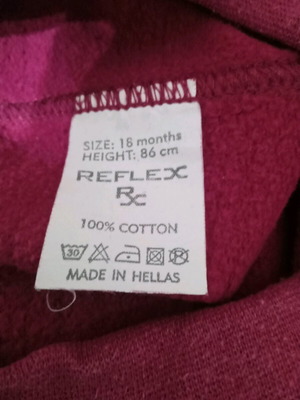 SIZE: 18 months
HEIGHT: 86 cm
REFLEX
Rx
100% COTTON
30
MADE IN HELLAS